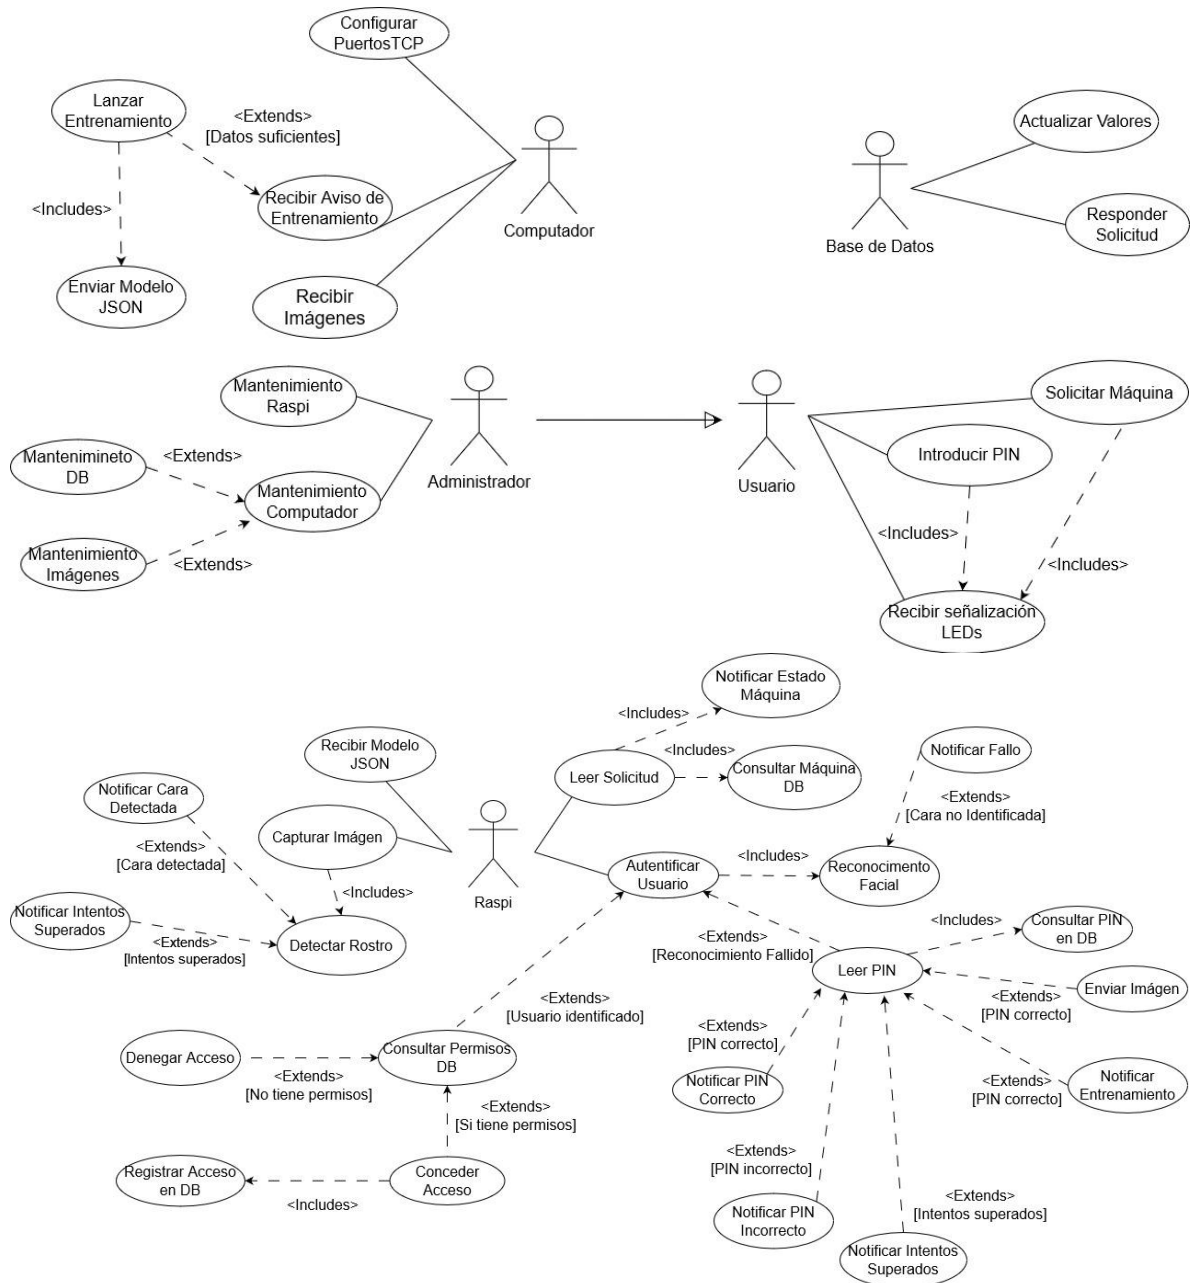 Configurar
PuertosTCP
Lanzar
Entrenamiento
<Extends>
[Datos suficientes]
Recibir Aviso de
Entrenamiento
<Includes>
Enviar Modelo
JSON
Recibir
Imágenes
Computador
Actualizar Valores
Base de Datos
Responder
Solicitud
Mantenimiento
Raspi
Mantenimineto
DB
<Extends>
Mantenimiento
Computador
Mantenimiento
Imágenes
<Extends>
Administrador
Usuario
Solicitar Máquina
Introducir PIN
<Includes>
<Includes>
Recibir señalización
LEDs
Notificar Estado
Máquina
<Includes>
Recibir Modelo
JSON
Leer Solicitud
<Includes>
Consultar Máquina
DB
Notificar Fallo
Notificar Cara
Detectada
<Extends>
[Cara detectada]
Capturar Imágen
<Includes>
Notificar Intentos
Superados
<Extends>
[Intentos superados]
Detectar Rostro
Raspi
Autentificar
Usuario
<Includes>
<Extends>
[Cara no Identificada]
Reconocimento
Facial
<Extends>
[Reconocimiento Fallido]
Leer PIN
<Includes>
Consultar PIN
en DB
Enviar Imágen
<Extends>
[PIN correcto]
<Extends>
[Usuario identificado]
Denegar Acceso
<Extends>
[No tiene permisos]
Consultar Permisos
DB
<Extends>
[Si tiene permisos]
Registrar Acceso
en DB
<Includes>
Conceder
Acceso
<Extends>
[PIN correcto]
Notificar PIN
Correcto
<Extends>
[PIN correcto]
Notificar
Entrenamiento
<Extends>
[PIN incorrecto]
Notificar PIN
Incorrecto
<Extends>
[Intentos superados]
Notificar Intentos
Superados